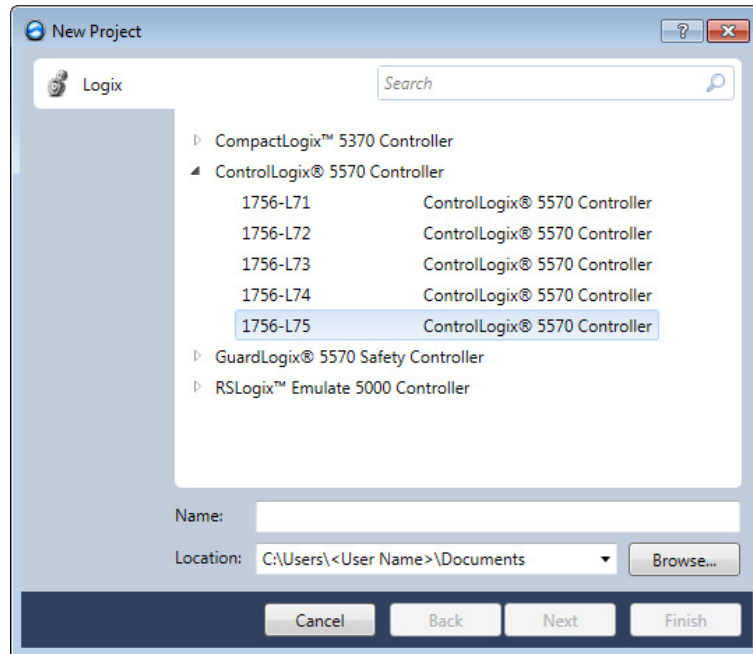 New Project
Logix
Search
CompactLogix™ 5370 Controller
ControlLogix® 5570 Controller
1756-L71 ControlLogix® 5570 Controller
1756-L72 ControlLogix® 5570 Controller
1756-L73 ControlLogix® 5570 Controller
1756-L74 ControlLogix® 5570 Controller
1756-L75 ControlLogix® 5570 Controller
GuardLogix® 5570 Safety Controller
RSLogix™ Emulate 5000 Controller
Name:
Location: C:\Users\<User Name>\Documents Browse...
Cancel Back Next Finish